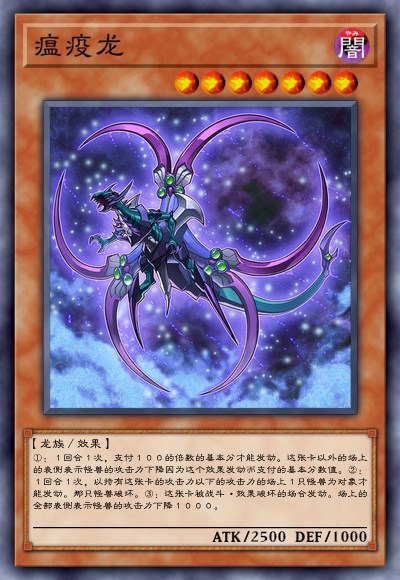 瘟疫龙
やみ
闇
【龙族／效果】
①：1回合1次，支付100的倍数的基本分才能发动。这张卡以外的场上
的表侧表示怪兽的攻击力下降因为这个效果发动而支付的基本分数值。②：
1回合1次，以持有这张卡的攻击力以下的攻击力的场上1只怪兽为对象才
能发动。那只怪兽破坏。③：这张卡被战斗·效果破坏的场合发动。场上的
全部表侧表示怪兽的攻击力下降1000。
ATK/2500 DEF/1000